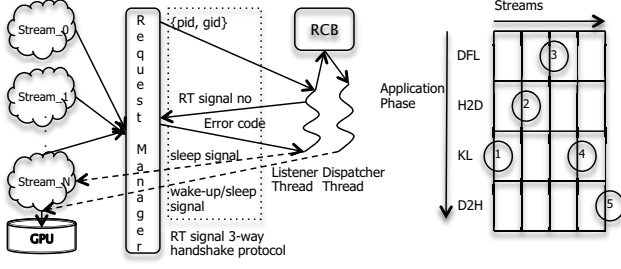 Stream_0
Stream_1
Stream_N
GPU
Request Manager
{pid, gid}
RT signal no
Error code
sleep signal
wake-up/sleep
signal
RT signal 3-way
handshake protocol
RCB
Listener
Thread
Dispatcher
Thread
Application
Phase
Streams
DFL
H2D
KL
D2H
3
2
1
4
5